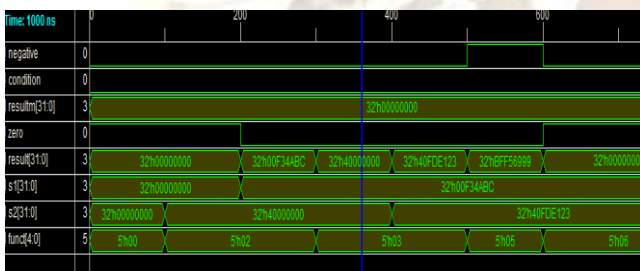 Time: 1000 ns 0 200 400 600
negative 0
condition 0
resultm[31:0] 3 32'h00000000
zero 0
result[31:0] 3 32'h00000000 32'h00F34ABC 32'h40000000 32'h40FDE123 32'hBFF56999 32'h00000000
s1[31:0] 3 32'h00000000 32'h00F34ABC
s2[31:0] 3 32'h00000000 32'h40000000 32'h40FDE123
funct[4:0] 5 5'h00 5'h02 5'h03 5'h05 5'h06